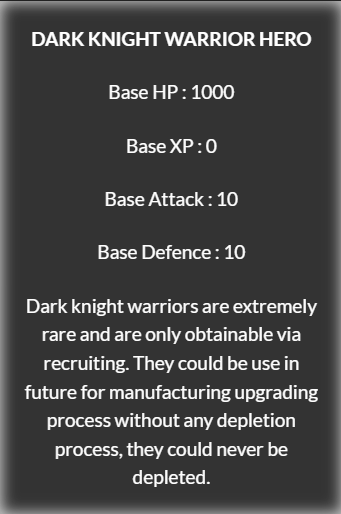 DARK KNIGHT WARRIOR HERO
Base HP : 1000
Base XP : 0
Base Attack : 10
Base Defence : 10
Dark knight warriors are extremely
rare and are only obtainable via
recruiting. They could be use in
future for manufacturing upgrading
process without any depletion
process, they could never be
depleted.